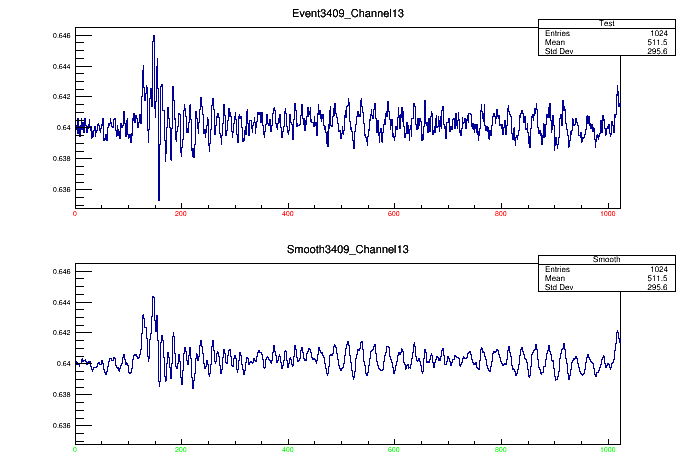 Event3409_Channel13
Test
Entries 1024
Mean 511.5
Std Dev 295.6
0.646
0.644
0.642
0.64
0.638
0.636
0 200 400 600 800 1000
Smooth3409_Channel13
Smooth
Entries 1024
Mean 511.5
Std Dev 295.6
0.646
0.644
0.642
0.64
0.638
0.636
0 200 400 600 800 1000